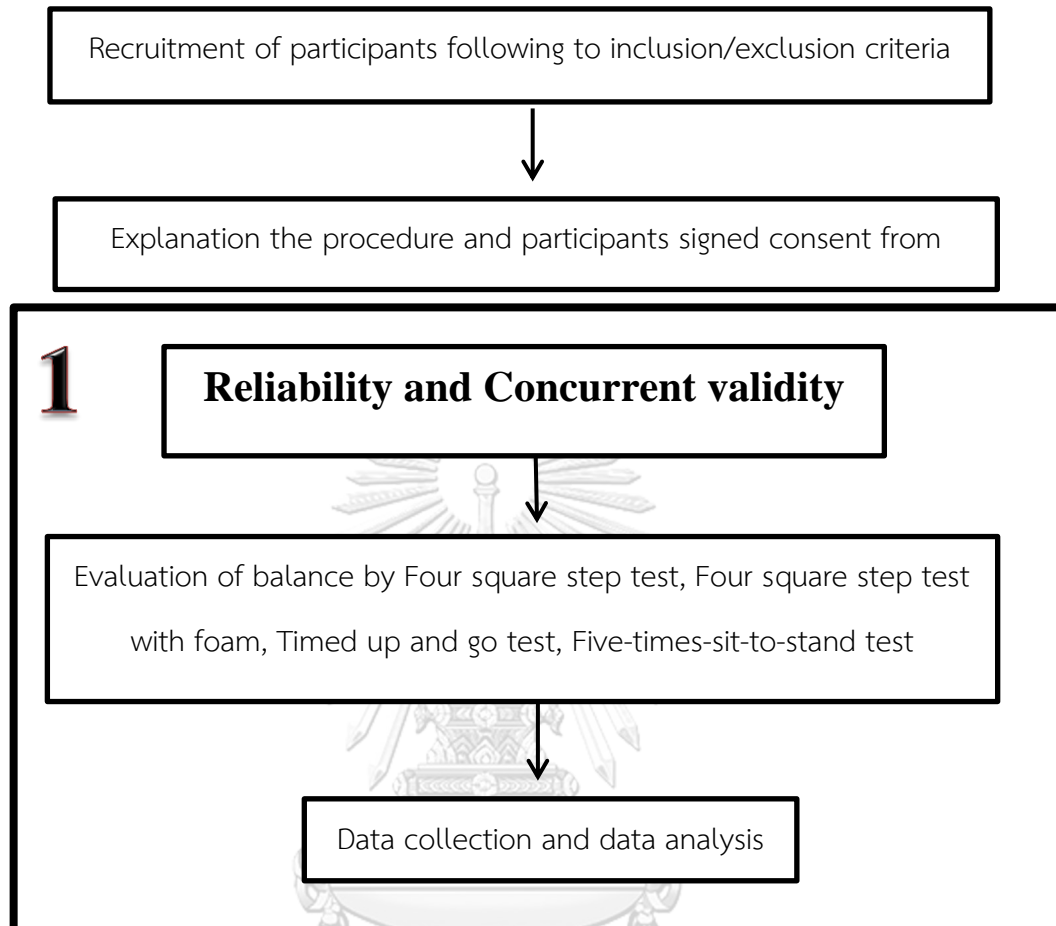 Recruitment of participants following to inclusion/exclusion criteria
Explanation the procedure and participants signed consent from
1
Reliability and Concurrent validity
Evaluation of balance by Four square step test, Four square step test
with foam, Timed up and go test, Five-times-sit-to-stand test
Data collection and data analysis